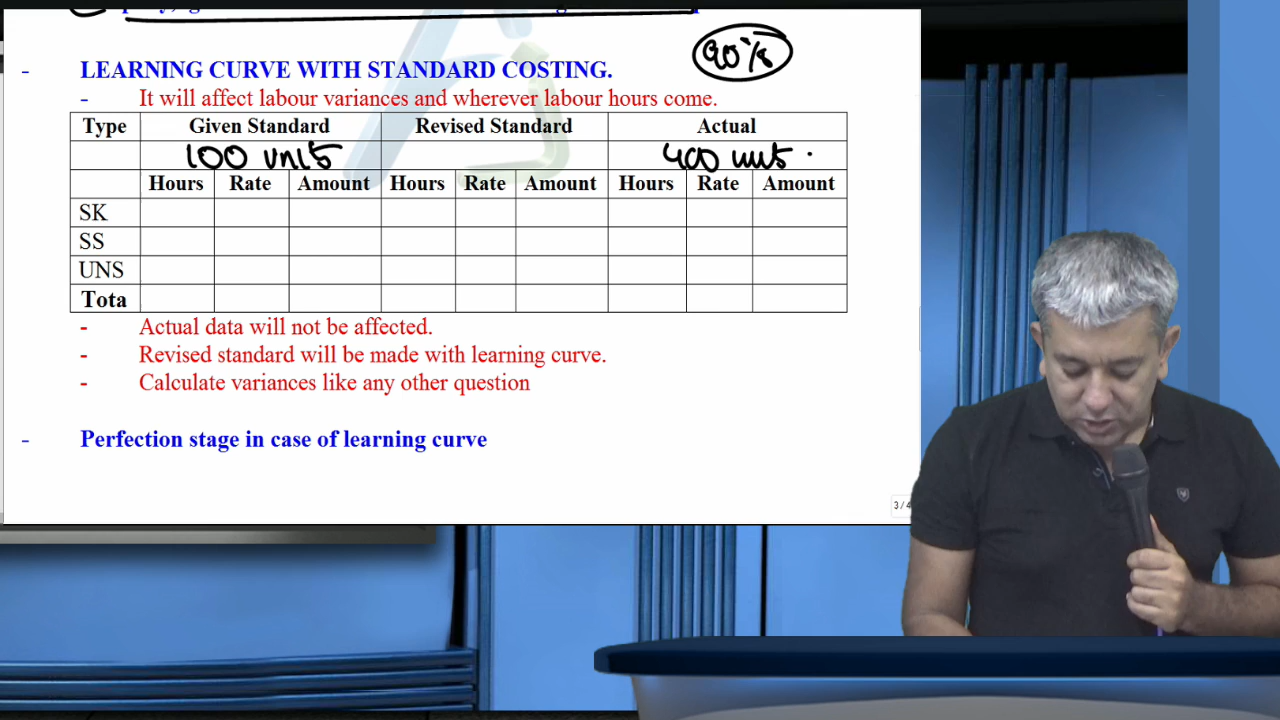 90%
- LEARNING CURVE WITH STANDARD COSTING.
- It will affect labour variances and wherever labour hours come.
Type Given Standard Revised Standard Actual
100 units 400 units
Hours Rate Amount Hours Rate Amount Hours Rate Amount
SK
SS
UNS
Tota
- Actual data will not be affected.
- Revised standard will be made with learning curve.
- Calculate variances like any other question
- Perfection stage in case of learning curve
3/4